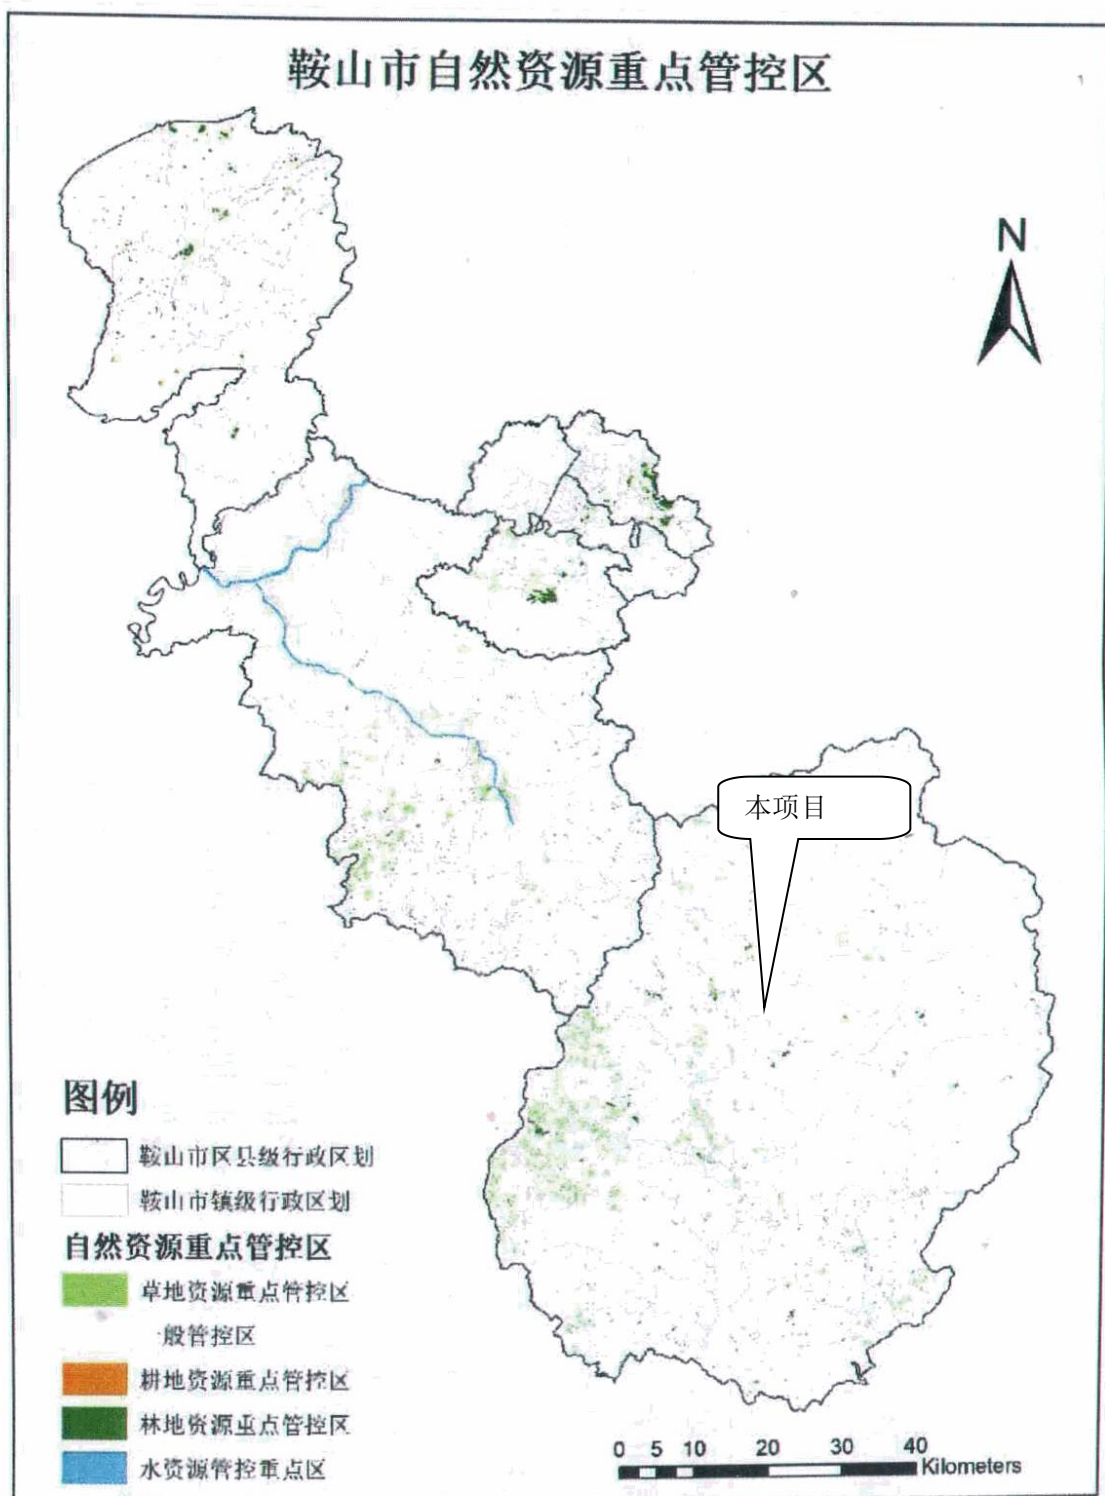 鞍山市自然资源重点管控区
N
本项目
图例
鞍山市区县级行政区划
鞍山市镇级行政区划
自然资源重点管控区
草地资源重点管控区
一般管控区
耕地资源重点管控区
林地资源重点管控区
水资源管控重点区
0 5 10 20 30 40
Kilometers